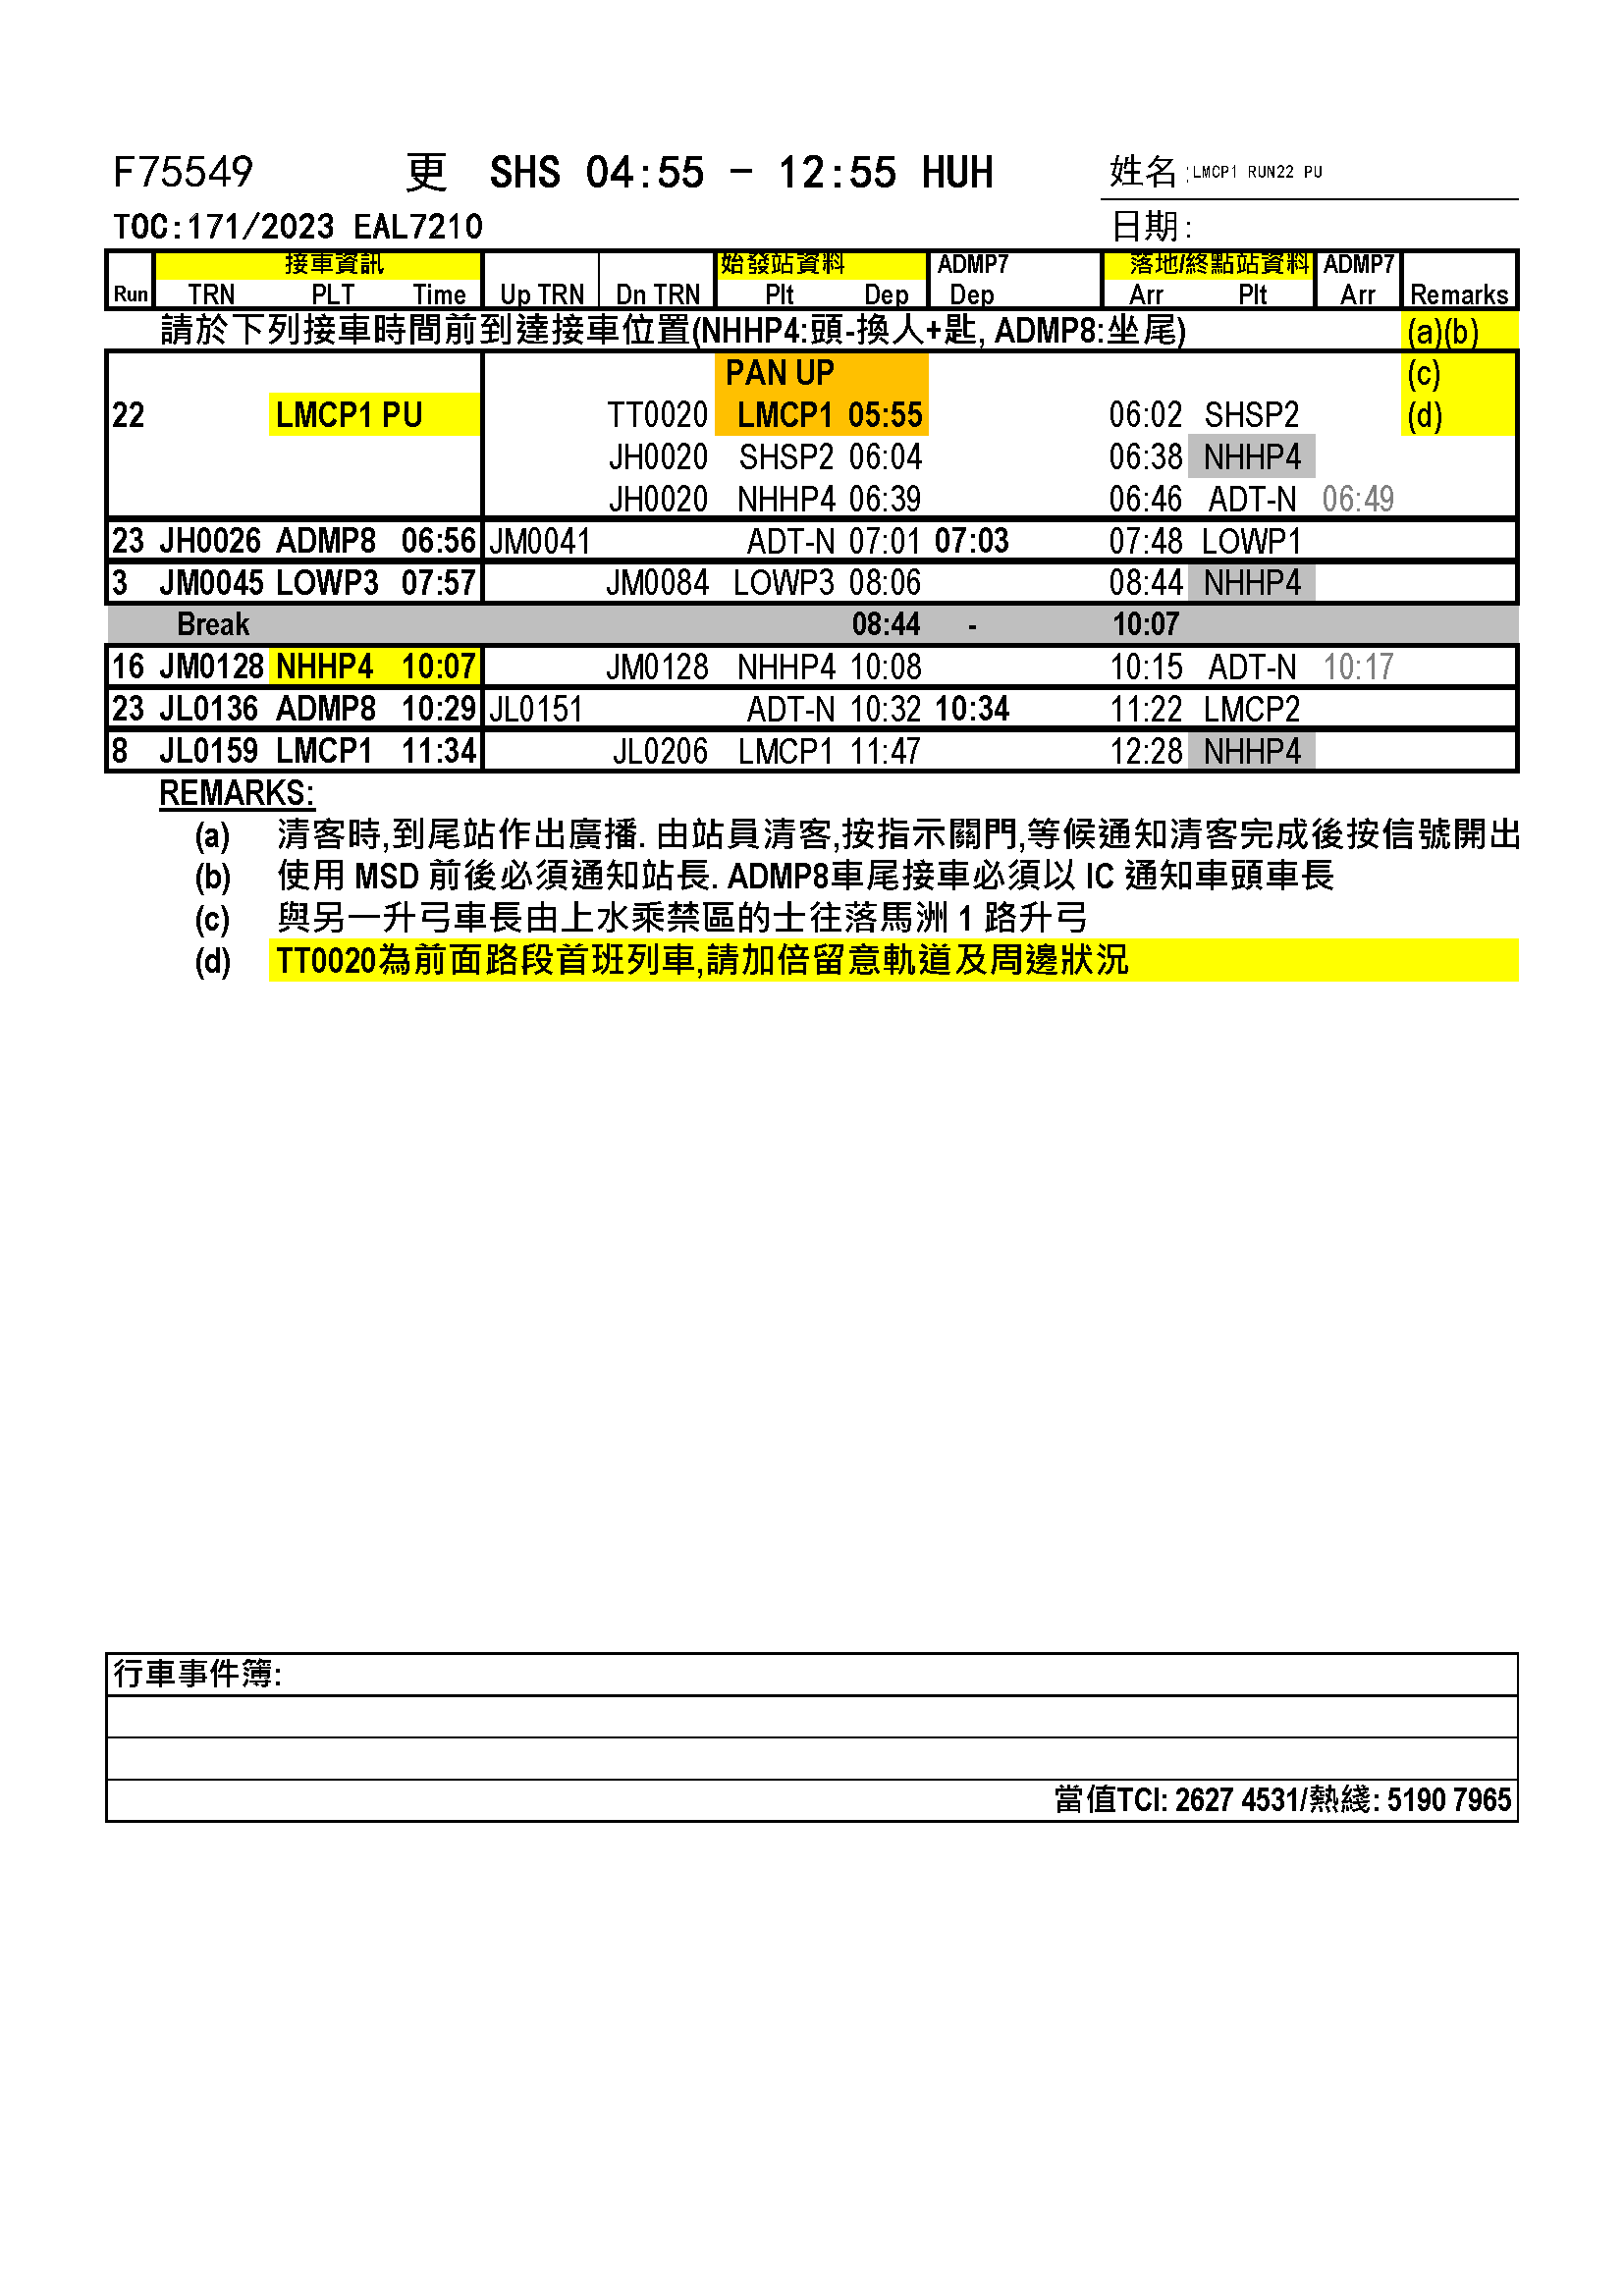 F75549 更 SHS 04:55 - 12:55 HUH 姓名:LMCP1 RUN22 PU
TOC:171/2023 EAL7210 日期:
接車資訊 始發站資料 ADMP7 落地/終點站資料 ADMP7
Run TRN PLT Time Up TRN Dn TRN Plt Dep Dep Arr Plt Arr Remarks
請於下列接車時間前到達接車位置(NHHP4:頭-換人+匙, ADMP8:坐尾) (a)(b)
PAN UP (c)
22 LMCP1 PU TT0020 LMCP1 05:55 06:02 SHSP2 (d)
JH0020 SHSP2 06:04 06:38 NHHP4
JH0020 NHHP4 06:39 06:46 ADT-N 06:49
23 JH0026 ADMP8 06:56 JM0041 ADT-N 07:01 07:03 07:48 LOWP1
3 JM0045 LOWP3 07:57 JM0084 LOWP3 08:06 08:44 NHHP4
Break 08:44 - 10:07
16 JM0128 NHHP4 10:07 JM0128 NHHP4 10:08 10:15 ADT-N 10:17
23 JL0136 ADMP8 10:29 JL0151 ADT-N 10:32 10:34 11:22 LMCP2
8 JL0159 LMCP1 11:34 JL0206 LMCP1 11:47 12:28 NHHP4
REMARKS:
(a) 清客時,到尾站作出廣播. 由站員清客,按指示關門,等候通知清客完成後按信號開出
(b) 使用 MSD 前後必須通知站長. ADMP8車尾接車必須以 IC 通知車頭車長
(c) 與另一升弓車長由上水乘禁區的士往落馬洲 1 路升弓
(d) TT0020為前面路段首班列車,請加倍留意軌道及周邊狀況
行車事件簿:
當值TCI: 2627 4531/熱綫: 5190 7965